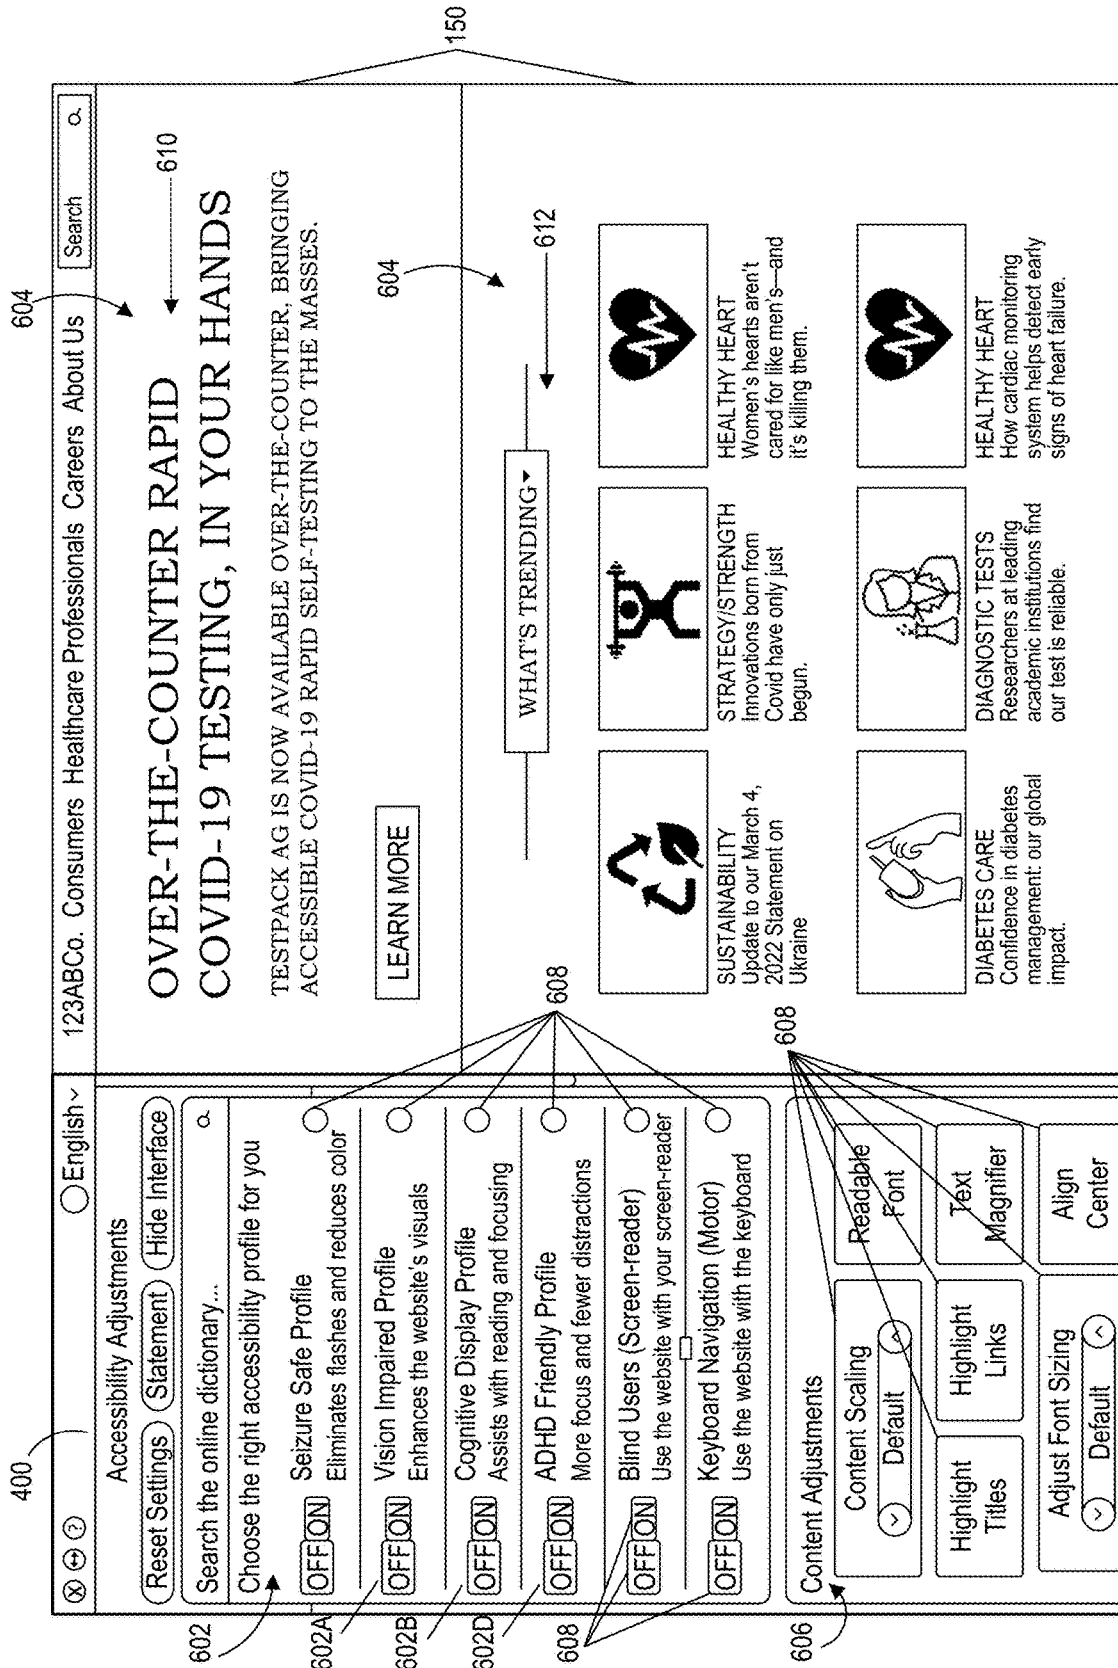 400
604
150
English
Accessibility Adjustments
Reset Settings
Statement
Hide Interface
Search the online dictionary...
Choose the right accessibility profile for you
602
602A
OFF ON
Seizure Safe Profile
Eliminates flashes and reduces color
602B
OFF ON
Vision Impaired Profile
Enhances the website's visuals
OFF ON
Cognitive Display Profile
Assists with reading and focusing
602D
OFF ON
ADHD Friendly Profile
More focus and fewer distractions
608
608
OFF ON
Blind Users (Screen-reader)
Use the website with your screen-reader
OFF ON
Keyboard Navigation (Motor)
Use the website with the keyboard
606
608
Content Adjustments
Content Scaling
Default
Readable
Font
Highlight
Titles
Highlight
Links
Text
Magnifier
Adjust Font Sizing
Default
Align
Center
123ABCo. Consumers Healthcare Professionals Careers About Us
Search
610
OVER-THE-COUNTER RAPID
COVID-19 TESTING, IN YOUR HANDS
TESTPACK AG IS NOW AVAILABLE OVER-THE-COUNTER, BRINGING
ACCESSIBLE COVID-19 RAPID SELF-TESTING TO THE MASSES.
LEARN MORE
604
612
WHAT'S TRENDING
SUSTAINABILITY
Update to our March 4,
2022 Statement on
Ukraine
STRATEGY/STRENGTH
Innovations born from
Covid have only just
begun.
HEALTHY HEART
Women's hearts aren't
cared for like men's—and
it's killing them.
DIABETES CARE
Confidence in diabetes
management: our global
impact.
DIAGNOSTIC TESTS
Researchers at leading
academic institutions find
our test is reliable.
HEALTHY HEART
How cardiac monitoring
system helps detect early
signs of heart failure.